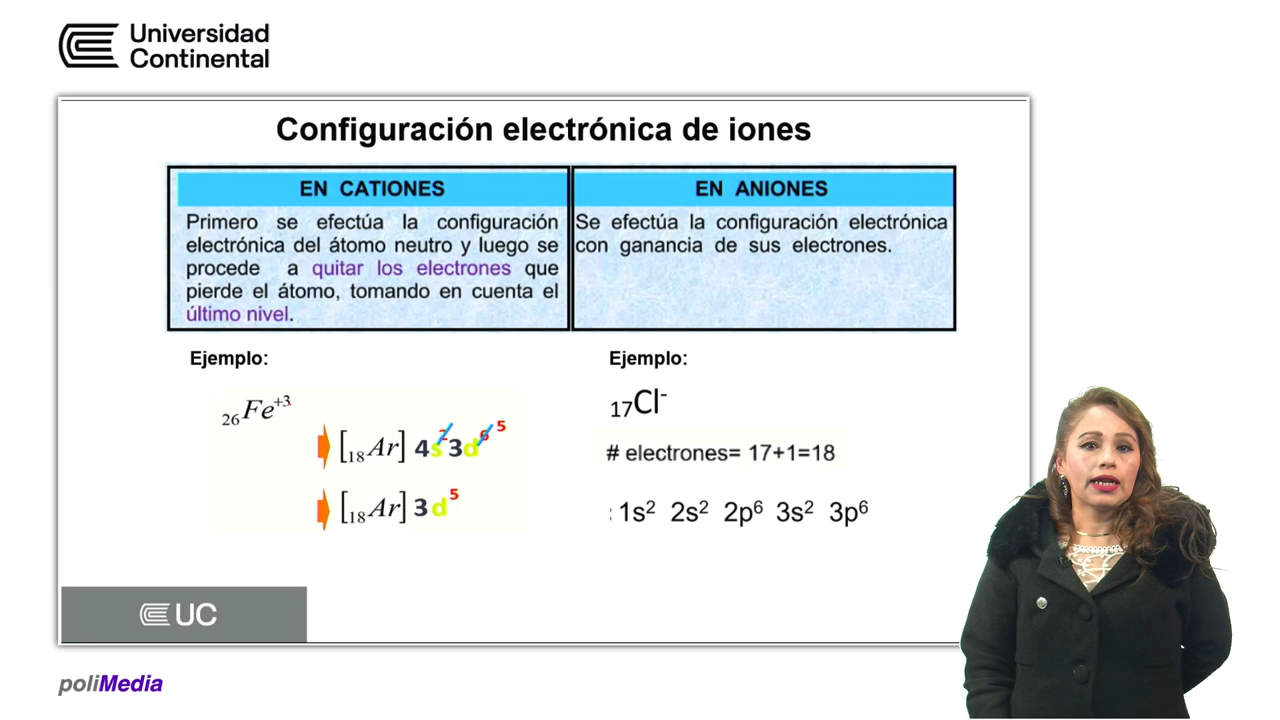 Universidad
Continental
Configuración electrónica de iones
EN CATIONES
Primero se efectúa la configuración
electrónica del átomo neutro y luego se
procede a quitar los electrones que
pierde el átomo, tomando en cuenta el
último nivel.
EN ANIONES
Se efectúa la configuración electrónica
con ganancia de sus electrones.
Ejemplo:
₂₆Fe⁺³
[₁₈Ar] 4s² 3d⁶ ⁵
[₁₈Ar] 3d⁵
Ejemplo:
₁₇Cl⁻
# electrones= 17+1=18
: 1s² 2s² 2p⁶ 3s² 3p⁶
UC
poliMedia